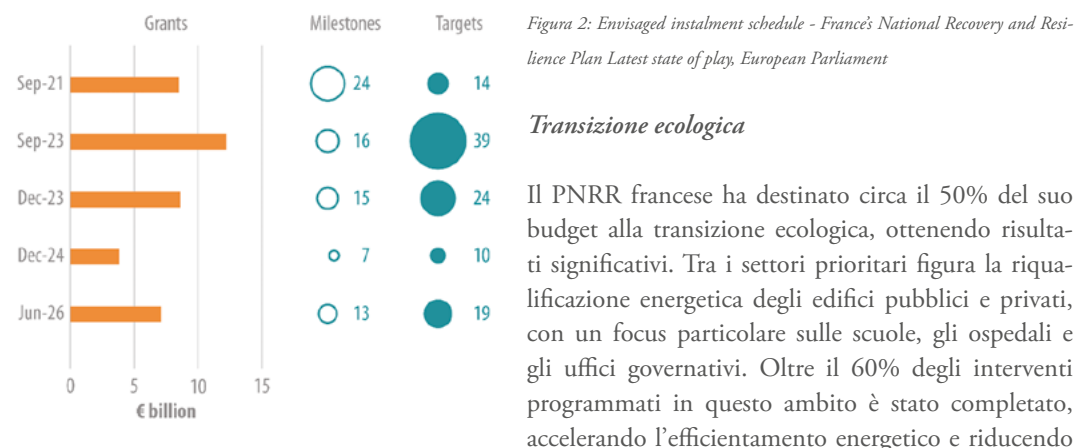 Grants Milestones Targets
Sep-21 24 14
Sep-23 16 39
Dec-23 15 24
Dec-24 7 10
Jun-26 13 19
0 5 10 15
€ billion
Figura 2: Envisaged instalment schedule - France's National Recovery and Resi-
lience Plan Latest state of play, European Parliament
Transizione ecologica
Il PNRR francese ha destinato circa il 50% del suo
budget alla transizione ecologica, ottenendo risulta-
ti significativi. Tra i settori prioritari figura la riqua-
lificazione energetica degli edifici pubblici e privati,
con un focus particolare sulle scuole, gli ospedali e
gli uffici governativi. Oltre il 60% degli interventi
programmati in questo ambito è stato completato,
accelerando l'efficientamento energetico e riducendo